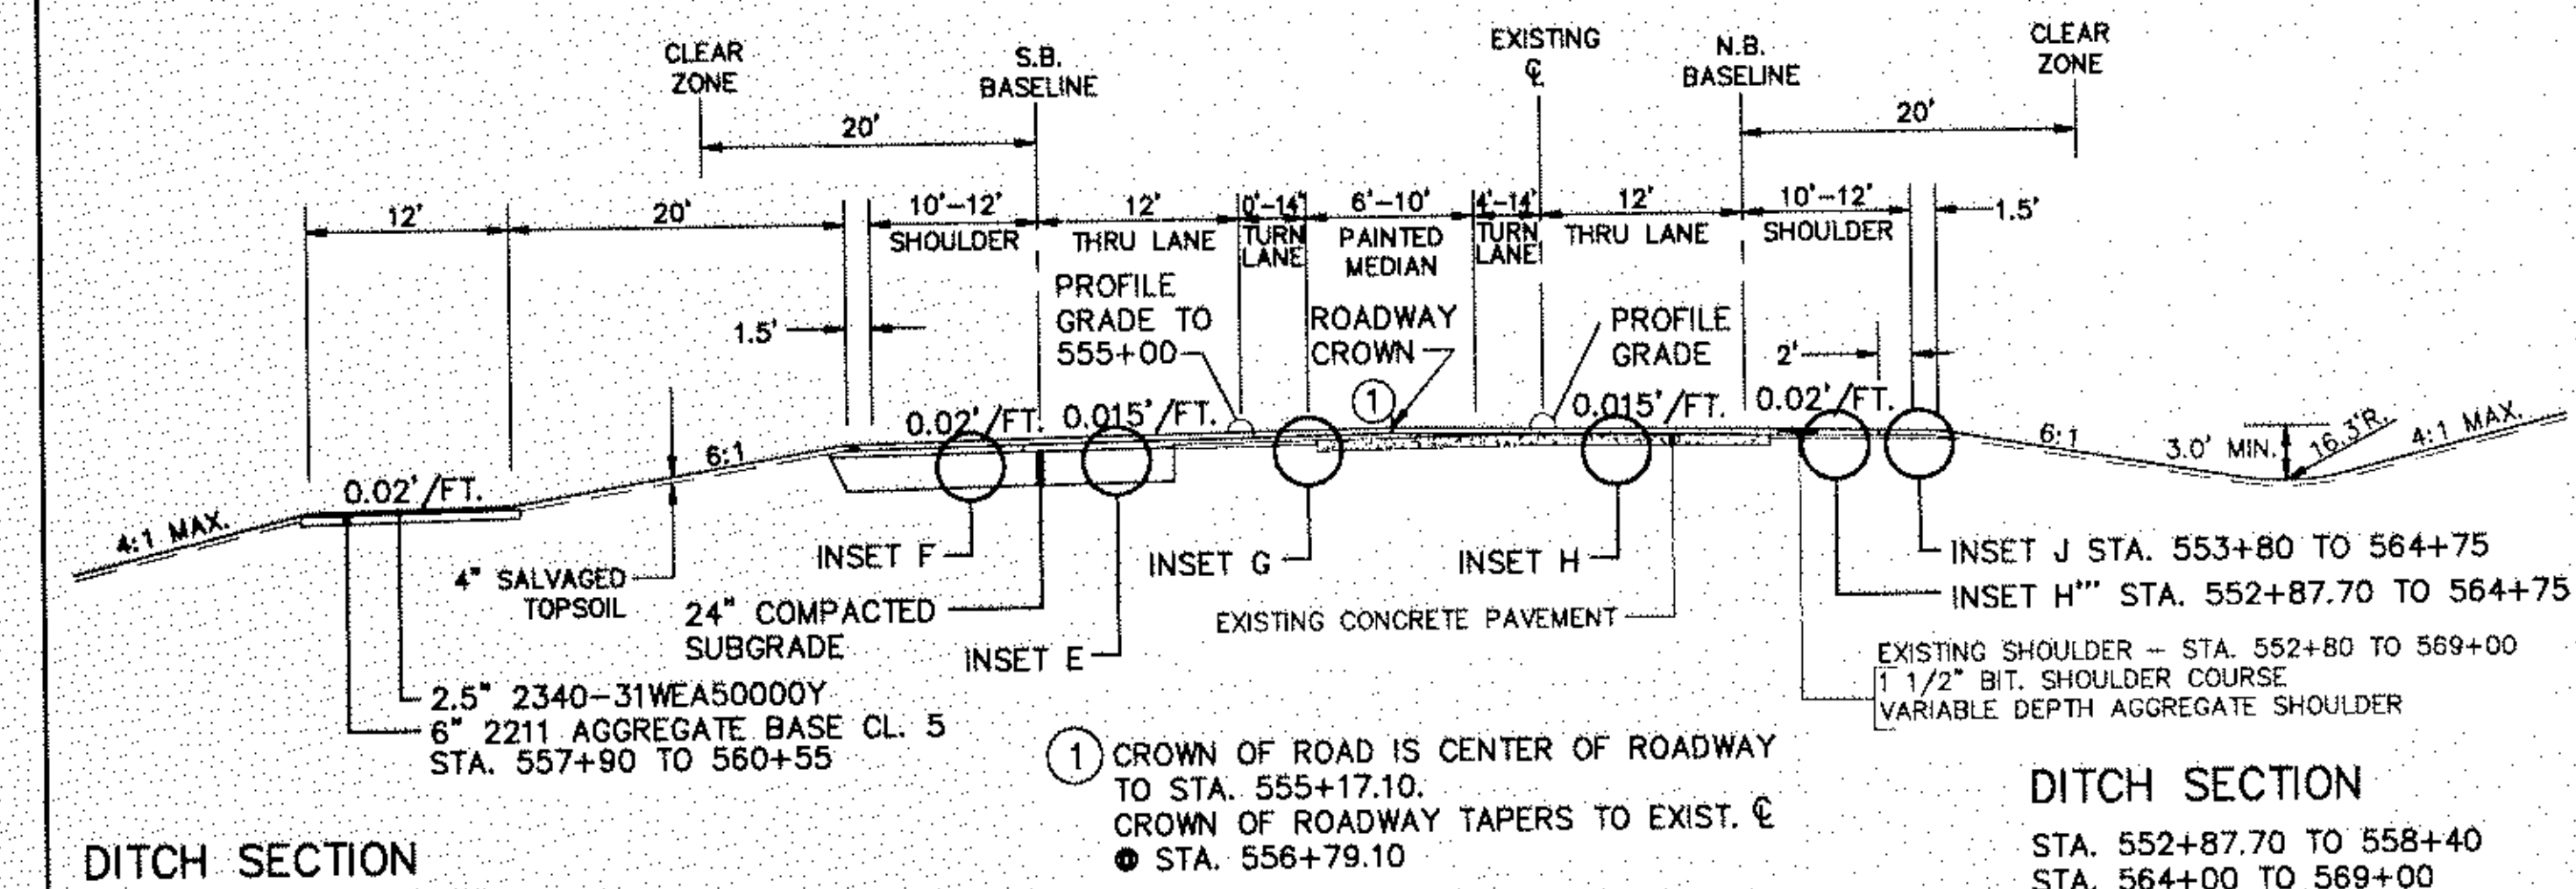 CLEAR
ZONE
S.B.
BASELINE
EXISTING
℄
N.B.
BASELINE
CLEAR
ZONE
20'
20'
12'
20'
10'-12'
SHOULDER
12'
THRU LANE
0'-14'
TURN
LANE
6'-10'
PAINTED
MEDIAN
4'-14'
TURN
LANE
12'
THRU LANE
10'-12'
SHOULDER
1.5'
1.5'
PROFILE
GRADE TO
555+00
ROADWAY
CROWN
PROFILE
GRADE
2'
1
0.02'/FT.
0.015'/FT.
0.015'/FT.
0.02'/FT.
6:1
6:1
3.0' MIN.
16.3'R.
4:1 MAX.
0.02'/FT.
4:1 MAX.
4" SALVAGED
TOPSOIL
INSET F
24" COMPACTED
SUBGRADE
INSET E
INSET G
INSET H
EXISTING CONCRETE PAVEMENT
INSET J STA. 553+80 TO 564+75
INSET H''' STA. 552+87.70 TO 564+75
EXISTING SHOULDER - STA. 552+80 TO 569+00
1 1/2" BIT. SHOULDER COURSE
VARIABLE DEPTH AGGREGATE SHOULDER
2.5" 2340-31WEA50000Y
6" 2211 AGGREGATE BASE CL. 5
STA. 557+90 TO 560+55
1 CROWN OF ROAD IS CENTER OF ROADWAY
TO STA. 555+17.10.
CROWN OF ROADWAY TAPERS TO EXIST. ℄
@ STA. 556+79.10
DITCH SECTION
DITCH SECTION
STA. 552+87.70 TO 558+40
STA. 564+00 TO 569+00